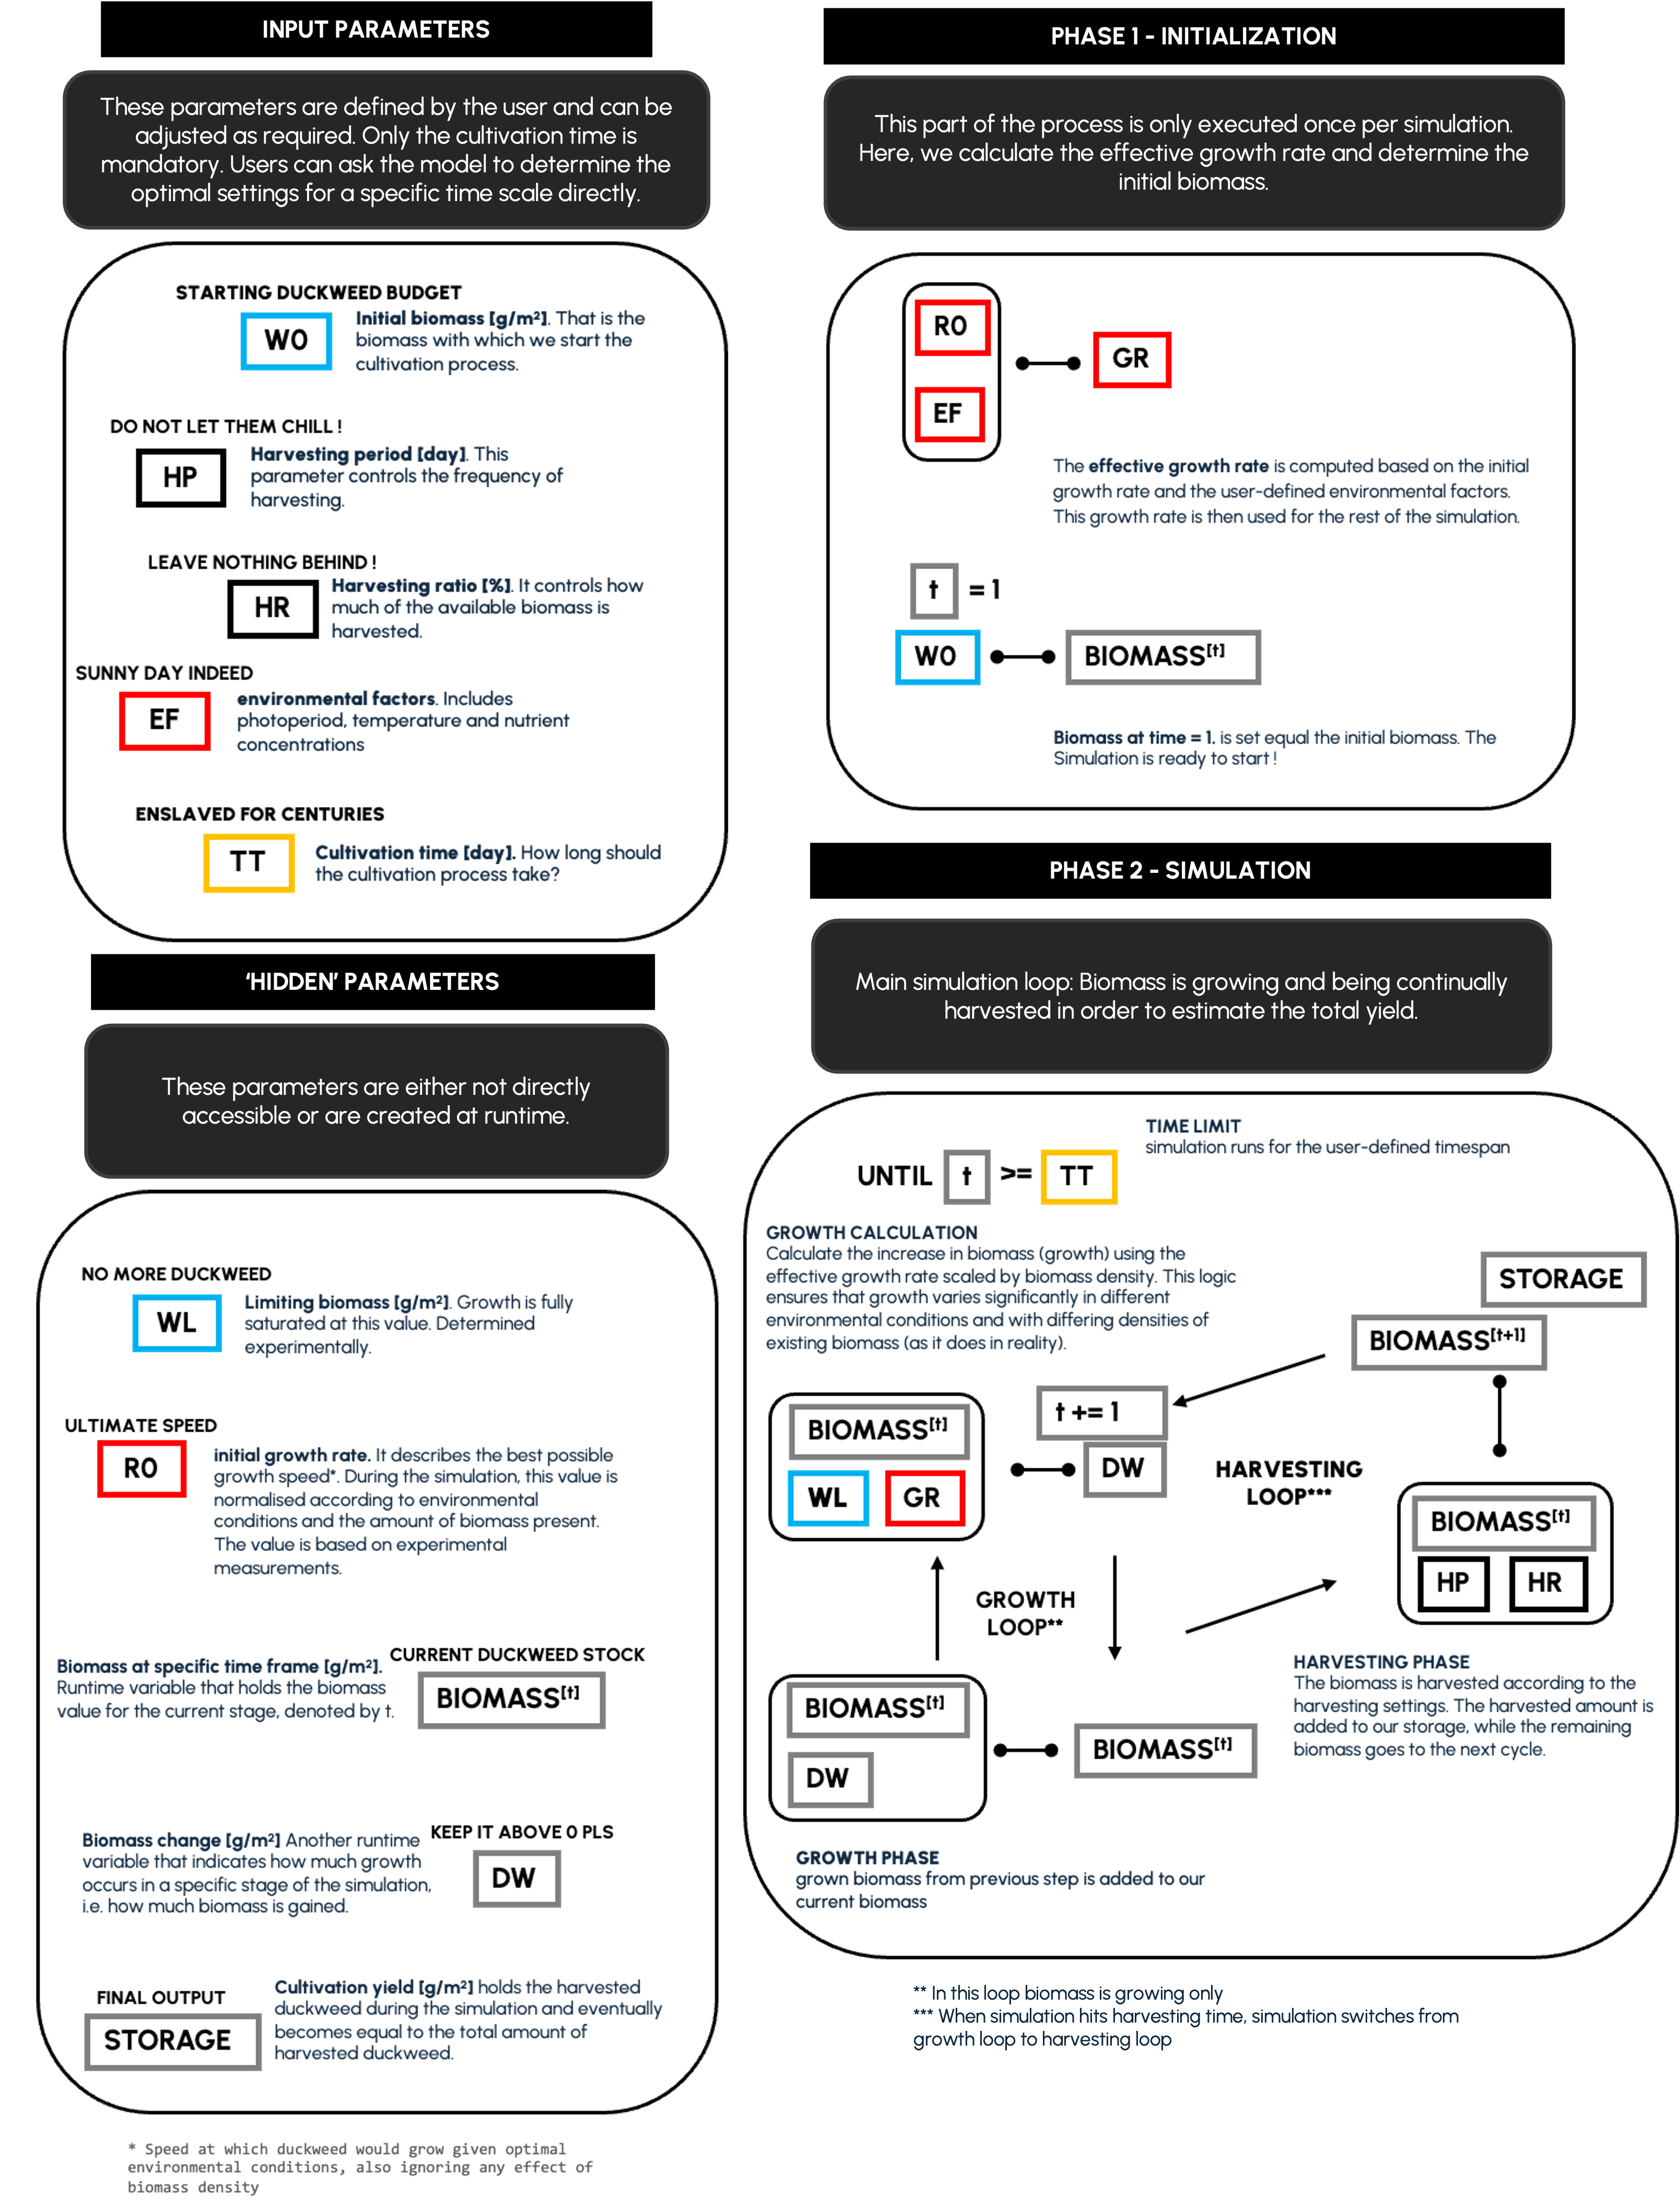 INPUT PARAMETERS
These parameters are defined by the user and can be
adjusted as required. Only the cultivation time is
mandatory. Users can ask the model to determine the
optimal settings for a specific time scale directly.
STARTING DUCKWEED BUDGET
W0
Initial biomass [g/m²]. That is the
biomass with which we start the
cultivation process.
DO NOT LET THEM CHILL !
HP
Harvesting period [day]. This
parameter controls the frequency of
harvesting.
LEAVE NOTHING BEHIND !
HR
Harvesting ratio [%]. It controls how
much of the available biomass is
harvested.
SUNNY DAY INDEED
EF
environmental factors. Includes
photoperiod, temperature and nutrient
concentrations
ENSLAVED FOR CENTURIES
TT
Cultivation time [day]. How long should
the cultivation process take?
'HIDDEN' PARAMETERS
These parameters are either not directly
accessible or are created at runtime.
NO MORE DUCKWEED
WL
Limiting biomass [g/m²]. Growth is fully
saturated at this value. Determined
experimentally.
ULTIMATE SPEED
R0
initial growth rate. It describes the best possible
growth speed*. During the simulation, this value is
normalised according to environmental
conditions and the amount of biomass present.
The value is based on experimental
measurements.
Biomass at specific time frame [g/m²].
Runtime variable that holds the biomass
value for the current stage, denoted by t.
CURRENT DUCKWEED STOCK
BIOMASS[t]
Biomass change [g/m²] Another runtime
variable that indicates how much growth
occurs in a specific stage of the simulation,
i.e. how much biomass is gained.
KEEP IT ABOVE 0 PLS
DW
FINAL OUTPUT
STORAGE
Cultivation yield [g/m²] holds the harvested
duckweed during the simulation and eventually
becomes equal to the total amount of
harvested duckweed.
* Speed at which duckweed would grow given optimal
environmental conditions, also ignoring any effect of
biomass density
PHASE 1 - INITIALIZATION
This part of the process is only executed once per simulation.
Here, we calculate the effective growth rate and determine the
initial biomass.
R0
EF
GR
The effective growth rate is computed based on the initial
growth rate and the user-defined environmental factors.
This growth rate is then used for the rest of the simulation.
t = 1
W0
BIOMASS[t]
Biomass at time = 1. is set equal the initial biomass. The
Simulation is ready to start !
PHASE 2 - SIMULATION
Main simulation loop: Biomass is growing and being continually
harvested in order to estimate the total yield.
TIME LIMIT
simulation runs for the user-defined timespan
UNTIL t >= TT
GROWTH CALCULATION
Calculate the increase in biomass (growth) using the
effective growth rate scaled by biomass density. This logic
ensures that growth varies significantly in different
environmental conditions and with differing densities of
existing biomass (as it does in reality).
STORAGE
BIOMASS[t+1]
BIOMASS[t]
WL GR
t += 1
DW
HARVESTING
LOOP***
BIOMASS[t]
HP HR
GROWTH
LOOP**
BIOMASS[t]
DW
BIOMASS[t]
HARVESTING PHASE
The biomass is harvested according to the
harvesting settings. The harvested amount is
added to our storage, while the remaining
biomass goes to the next cycle.
GROWTH PHASE
grown biomass from previous step is added to our
current biomass
** In this loop biomass is growing only
*** When simulation hits harvesting time, simulation switches from
growth loop to harvesting loop